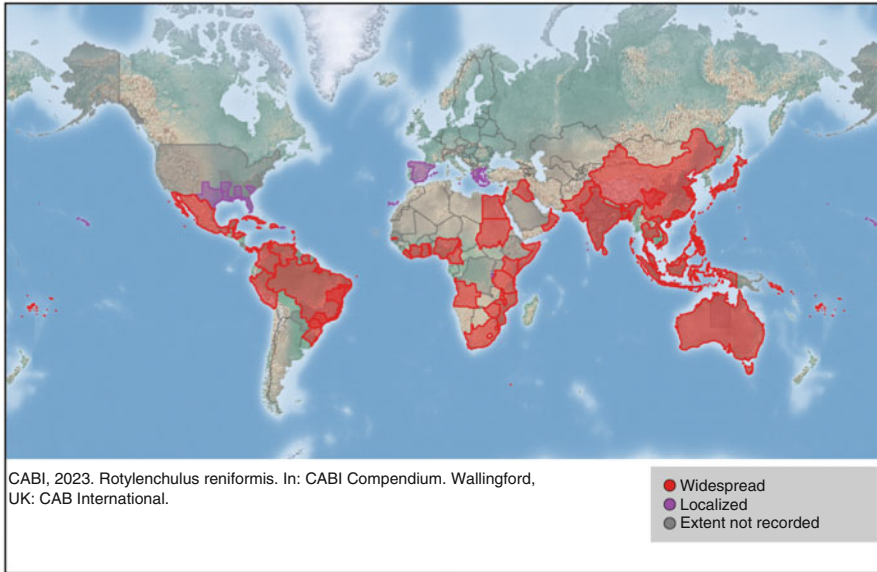 CABI, 2023. Rotylenchulus reniformis. In: CABI Compendium. Wallingford,
UK: CAB International.
Widespread
Localized
Extent not recorded